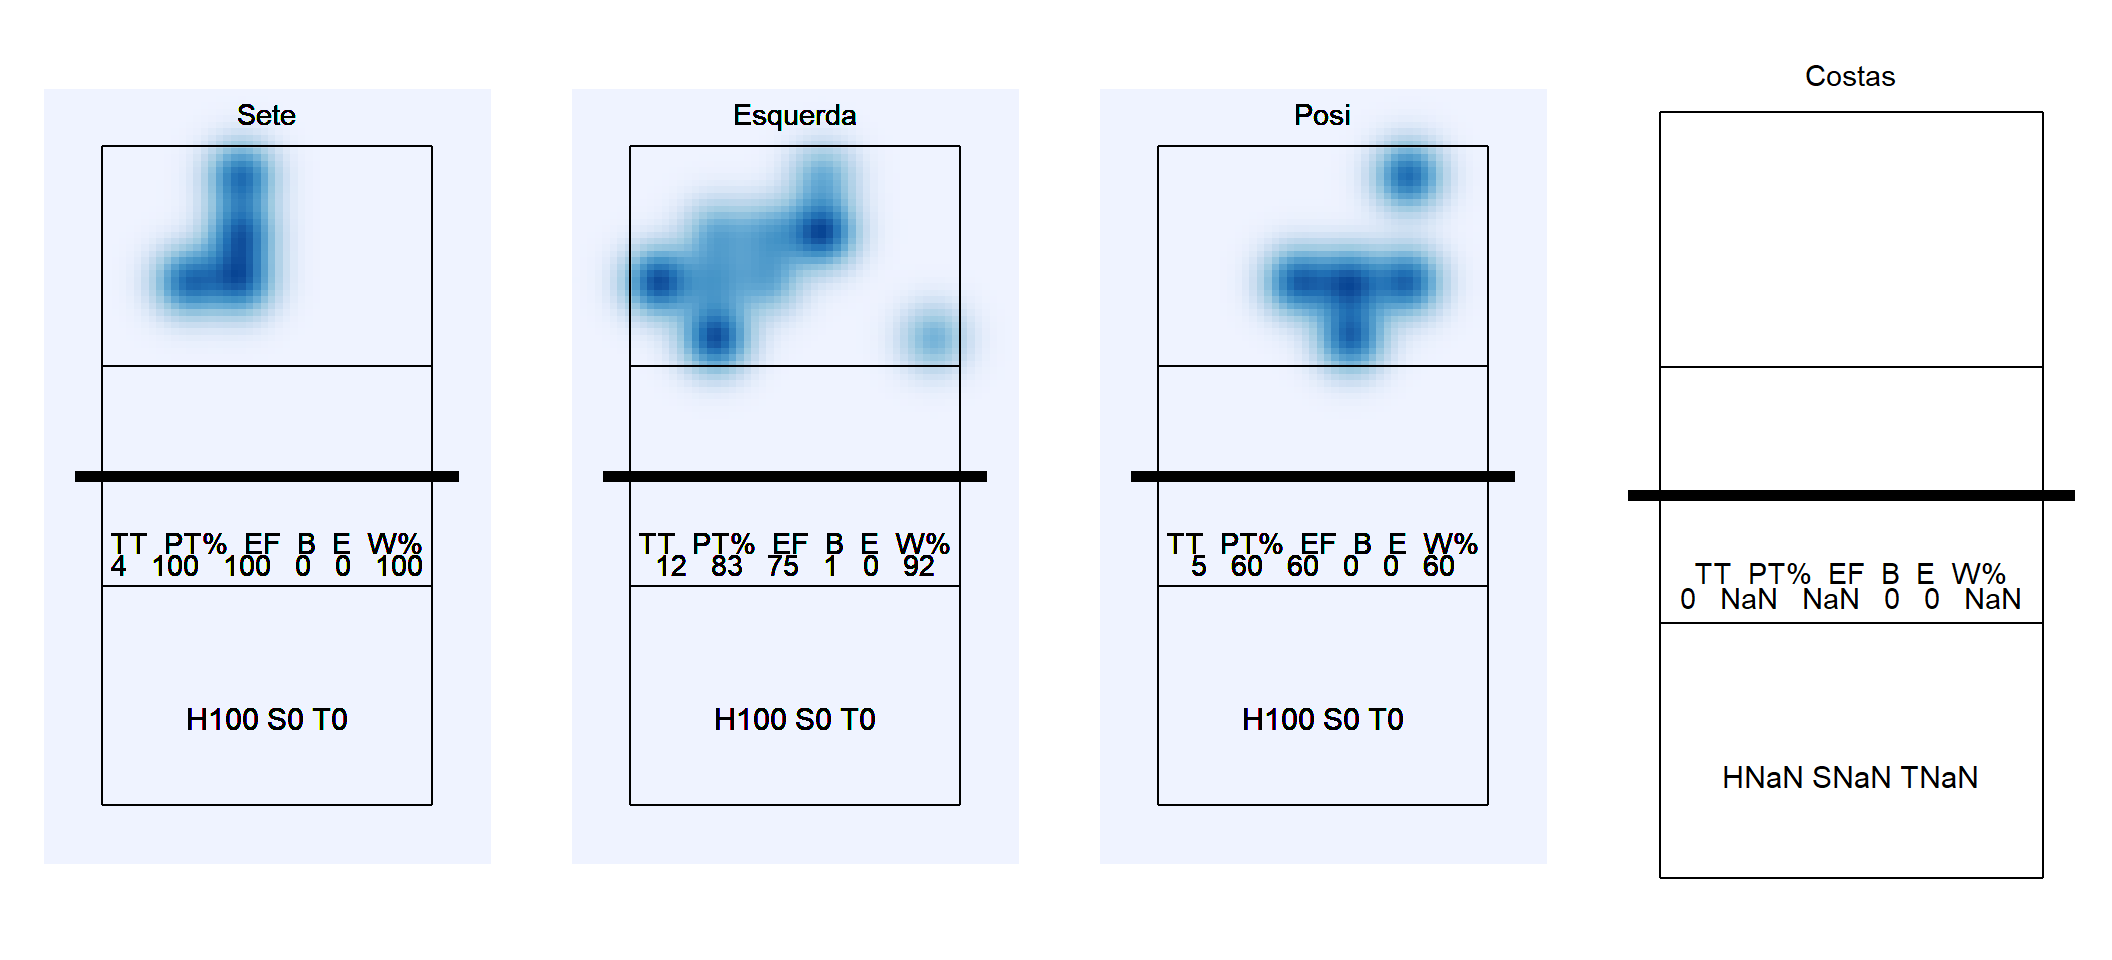 Sete
TT PT% EF B E W%
4 100 100 0 0 100
H100 S0 T0
Esquerda
TT PT% EF B E W%
12 83 75 1 0 92
H100 S0 T0
Posi
TT PT% EF B E W%
5 60 60 0 0 60
H100 S0 T0
Costas
TT PT% EF B E W%
0 NaN NaN 0 0 NaN
HNaN SNaN TNaN